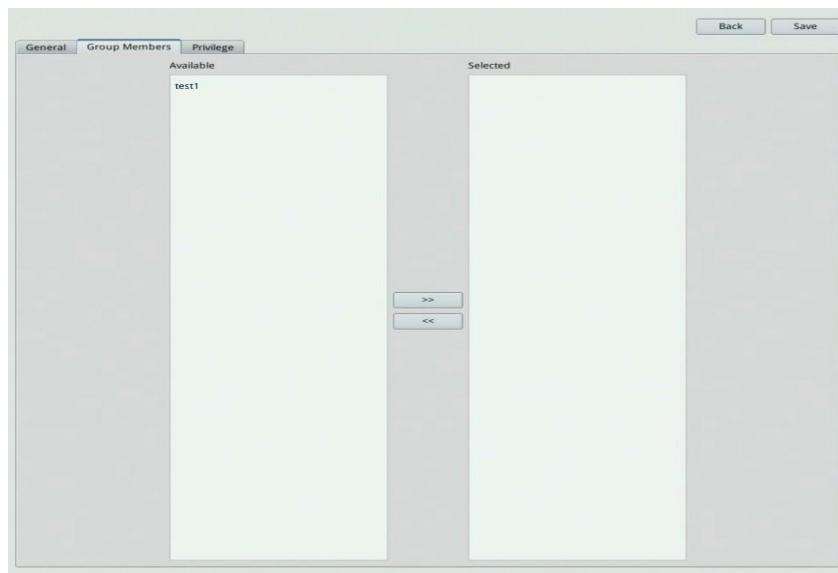 Back Save
General Group Members Privilege
Available Selected
test1
>>
<<